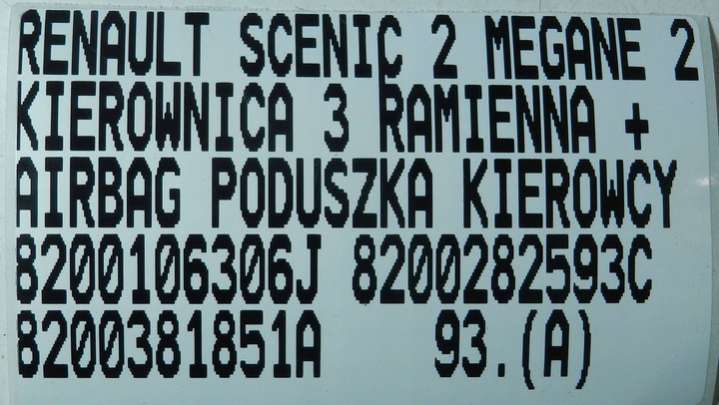 RENAULT SCENIC 2 MEGANE 2
KIEROWNICA 3 RAMIENNA +
AIRBAG PODUSZKA KIEROWCY
8200106306J 8200282593C
8200381851A 93.(A)